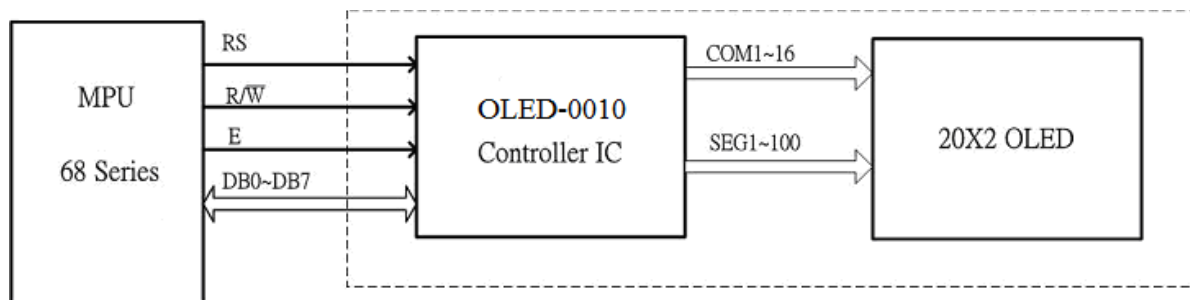 MPU
68 Series
RS
R/W̅
E
DB0~DB7
OLED-0010
Controller IC
COM1~16
SEG1~100
20X2 OLED